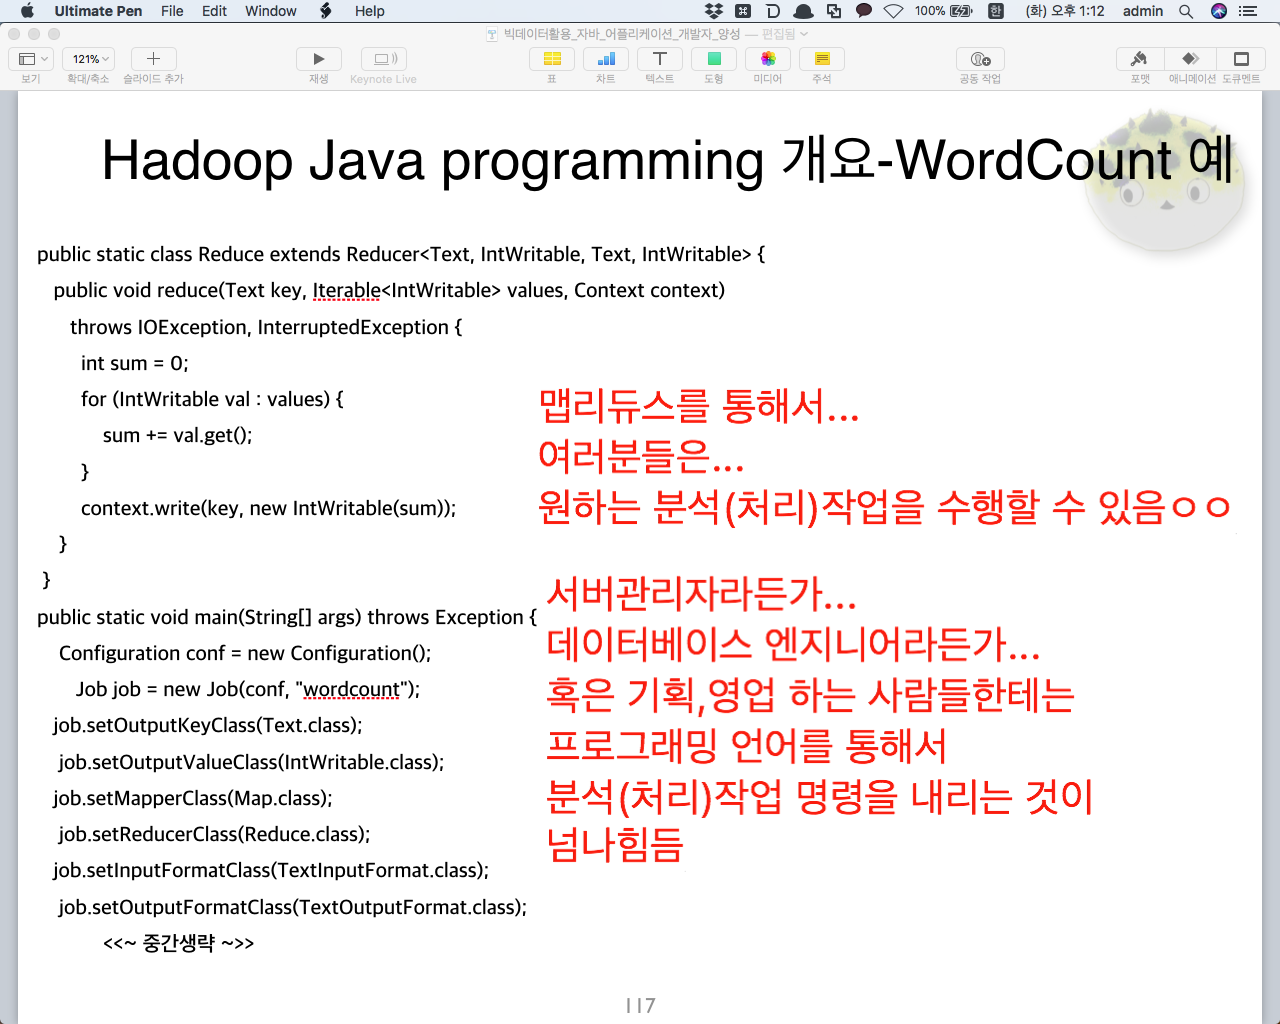 Ultimate Pen File Edit Window Help 100% 한 (화) 오후 1:12 admin
빅데이터활용_자바_어플리케이션_개발자_양성 — 편집됨
121%
보기 확대/축소 슬라이드 추가 재생 Keynote Live 표 차트 텍스트 도형 미디어 주석 공동 작업 포맷 애니메이션 도큐멘트
Hadoop Java programming 개요-WordCount 예
public static class Reduce extends Reducer<Text, IntWritable, Text, IntWritable> {
public void reduce(Text key, Iterable<IntWritable> values, Context context)
throws IOException, InterruptedException {
int sum = 0;
for (IntWritable val : values) {
sum += val.get();
}
context.write(key, new IntWritable(sum));
}
}
public static void main(String[] args) throws Exception {
Configuration conf = new Configuration();
Job job = new Job(conf, "wordcount");
job.setOutputKeyClass(Text.class);
job.setOutputValueClass(IntWritable.class);
job.setMapperClass(Map.class);
job.setReducerClass(Reduce.class);
job.setInputFormatClass(TextInputFormat.class);
job.setOutputFormatClass(TextOutputFormat.class);
<<~ 중간생략 ~>>
맵리듀스를 통해서...
여러분들은...
원하는 분석(처리)작업을 수행할 수 있음ㅇㅇ
서버관리자라든가...
데이터베이스 엔지니어라든가...
혹은 기획,영업 하는 사람들한테는
프로그래밍 언어를 통해서
분석(처리)작업 명령을 내리는 것이
넘나힘듬
117